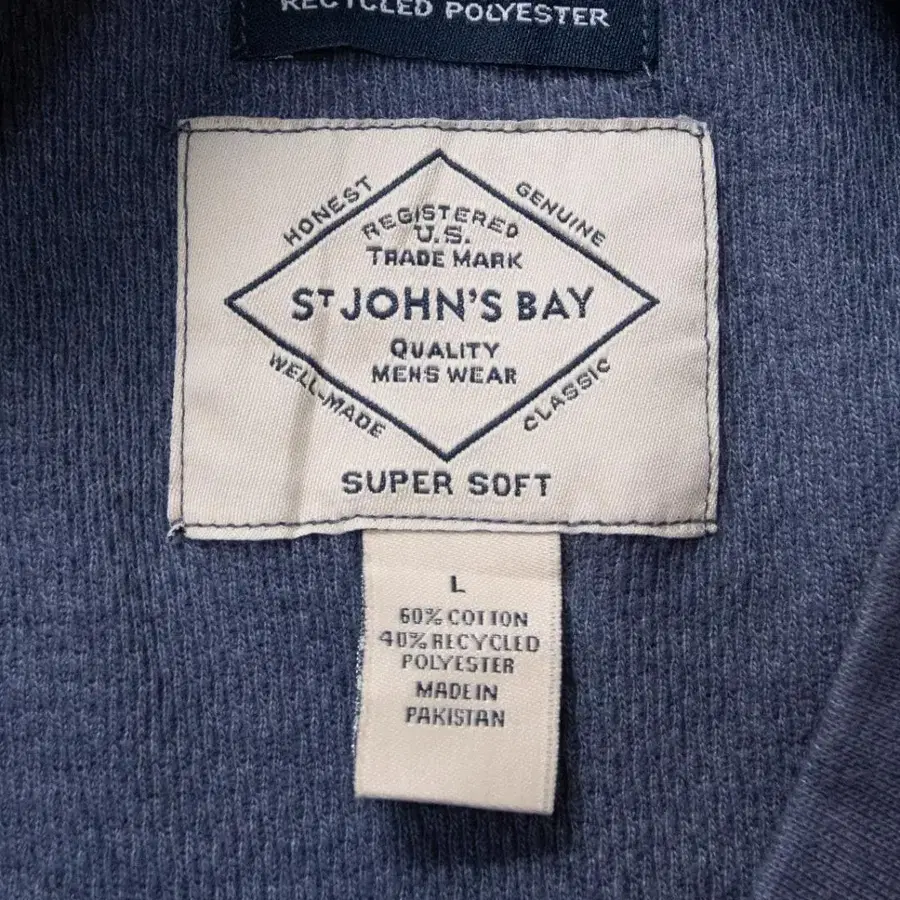 RECYCLED POLYESTER
HONEST
GENUINE
REGISTERED
U.S.
TRADE MARK
ST JOHN'S BAY
QUALITY
MENS WEAR
WELL-MADE
CLASSIC
SUPER SOFT
L
60% COTTON
40% RECYCLED
POLYESTER
MADE IN
PAKISTAN